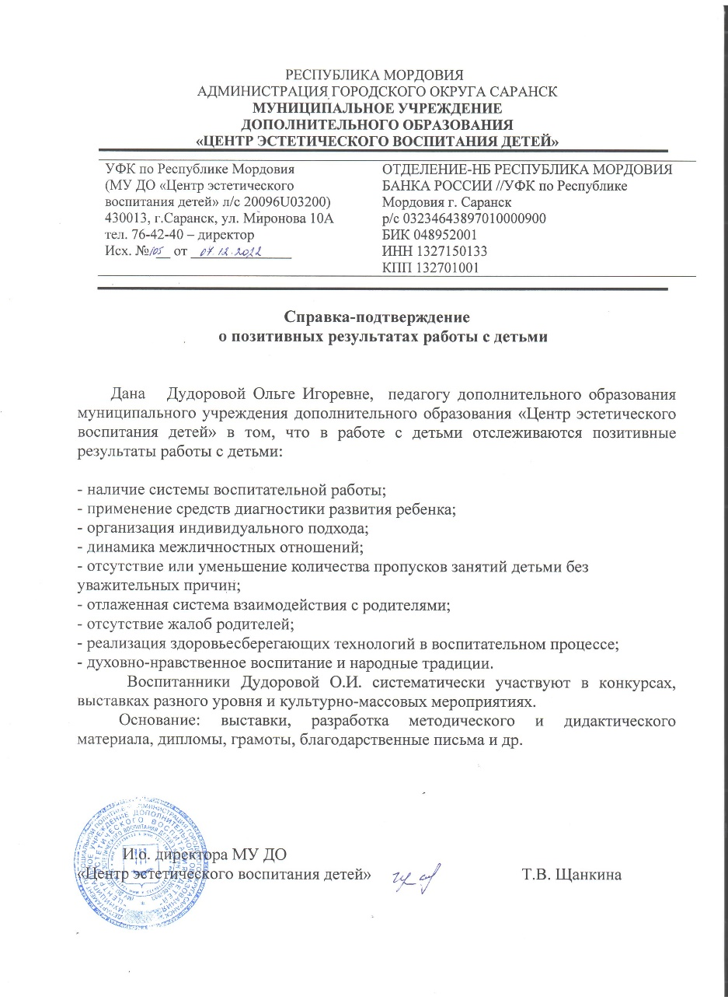 РЕСПУБЛИКА МОРДОВИЯ
АДМИНИСТРАЦИЯ ГОРОДСКОГО ОКРУГА САРАНСК
МУНИЦИПАЛЬНОЕ УЧРЕЖДЕНИЕ
ДОПОЛНИТЕЛЬНОГО ОБРАЗОВАНИЯ
«ЦЕНТР ЭСТЕТИЧЕСКОГО ВОСПИТАНИЯ ДЕТЕЙ»
УФК по Республике Мордовия
(МУ ДО «Центр эстетического
воспитания детей» л/с 20096U03200)
430013, г.Саранск, ул. Миронова 10А
тел. 76-42-40 – директор
Исх. №105 от 07.12.2022
ОТДЕЛЕНИЕ-НБ РЕСПУБЛИКА МОРДОВИЯ
БАНКА РОССИИ //УФК по Республике
Мордовия г. Саранск
р/с 03234643897010000900
БИК 048952001
ИНН 1327150133
КПП 132701001
Справка-подтверждение
о позитивных результатах работы с детьми
Дана Дудоровой Ольге Игоревне, педагогу дополнительного образования
муниципального учреждения дополнительного образования «Центр эстетического
воспитания детей» в том, что в работе с детьми отслеживаются позитивные
результаты работы с детьми:
- наличие системы воспитательной работы;
- применение средств диагностики развития ребенка;
- организация индивидуального подхода;
- динамика межличностных отношений;
- отсутствие или уменьшение количества пропусков занятий детьми без
уважительных причин;
- отлаженная система взаимодействия с родителями;
- отсутствие жалоб родителей;
- реализация здоровьесберегающих технологий в воспитательном процессе;
- духовно-нравственное воспитание и народные традиции.
Воспитанники Дудоровой О.И. систематически участвуют в конкурсах,
выставках разного уровня и культурно-массовых мероприятиях.
Основание: выставки, разработка методического и дидактического
материала, дипломы, грамоты, благодарственные письма и др.
И.о. директора МУ ДО
«Центр эстетического воспитания детей» Т.В. Щанкина